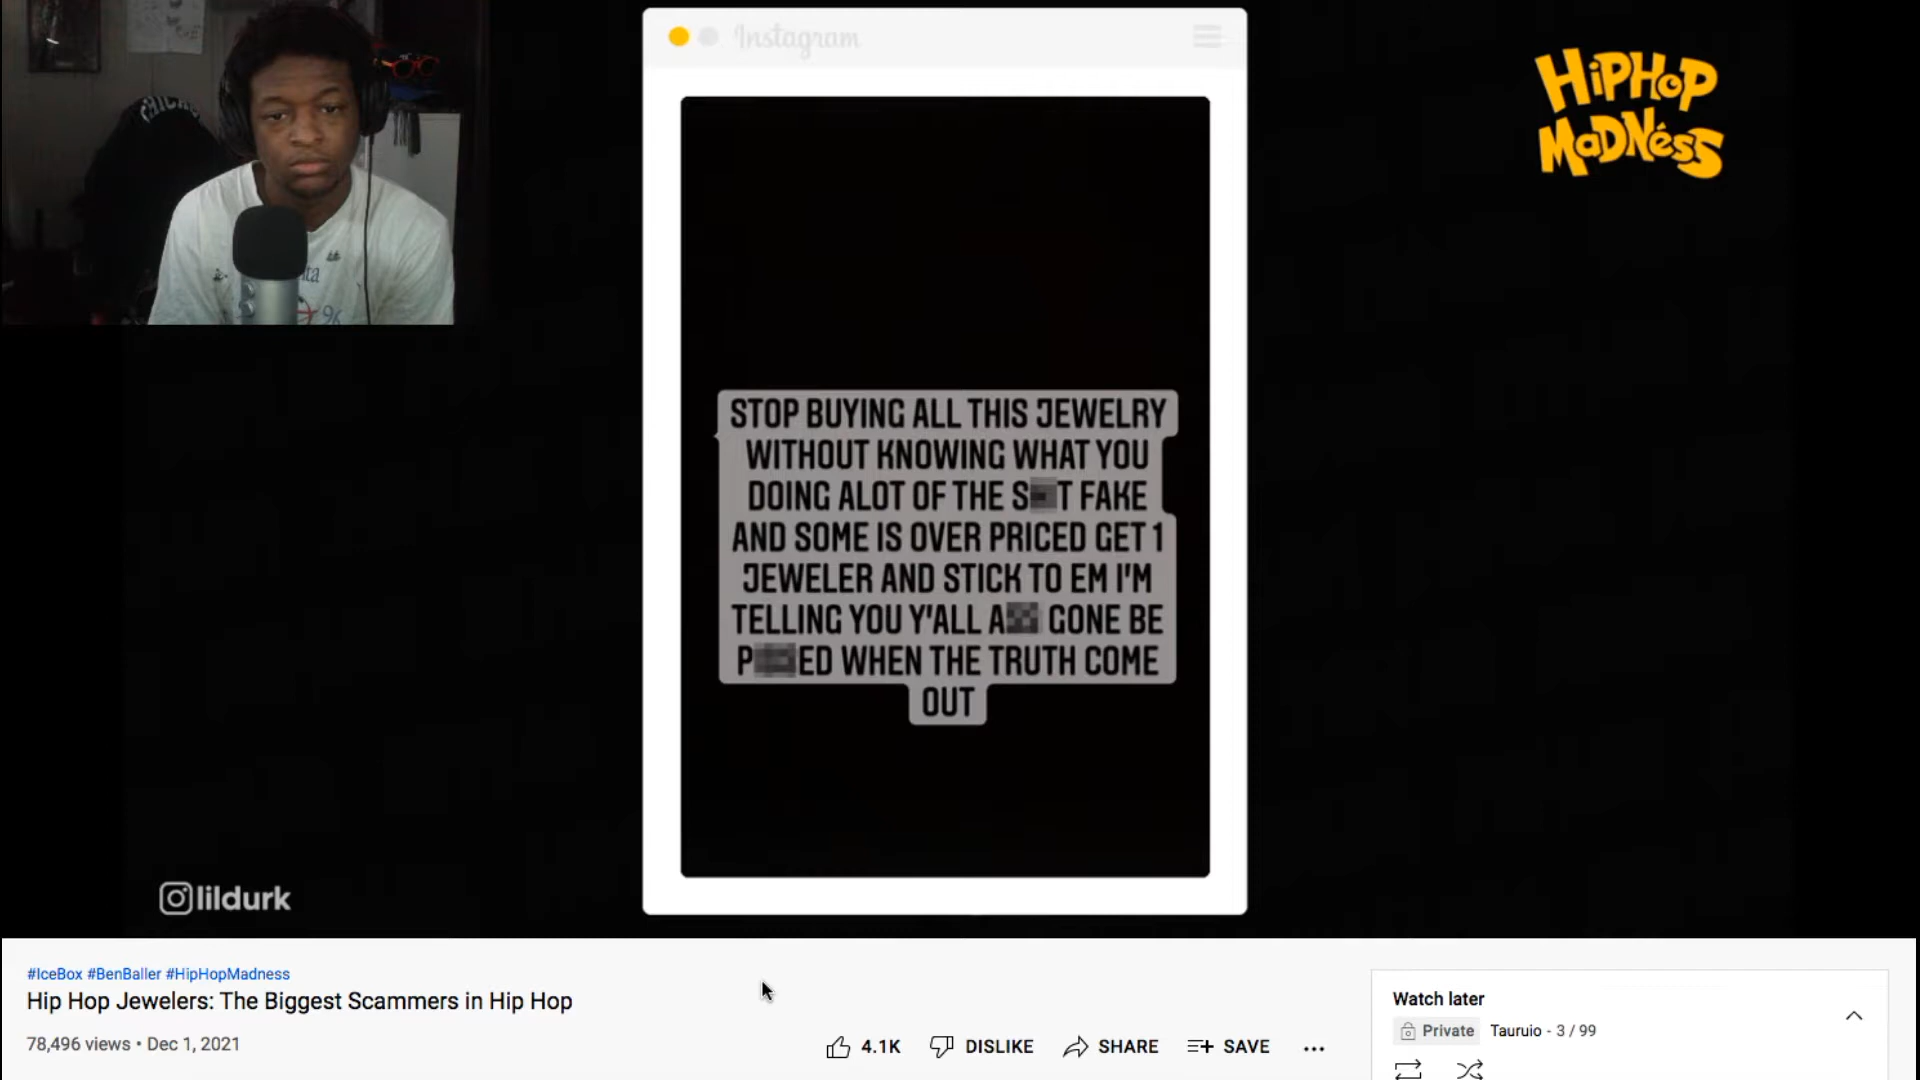 CHICAGO
Instagram
HIPHOP
MADNESS
96
STOP BUYING ALL THIS JEWELRY
WITHOUT KNOWING WHAT YOU
DOING ALOT OF THE S T FAKE
AND SOME IS OVER PRICED GET 1
JEWELER AND STICK TO EM I'M
TELLING YOU Y'ALL A GONE BE
P ED WHEN THE TRUTH COME
OUT
lildurk
#IceBox #BenBaller #HipHopMadness
Hip Hop Jewelers: The Biggest Scammers in Hip Hop
78,496 views • Dec 1, 2021
4.1K DISLIKE SHARE SAVE
Watch later
Private Tauruio - 3 / 99